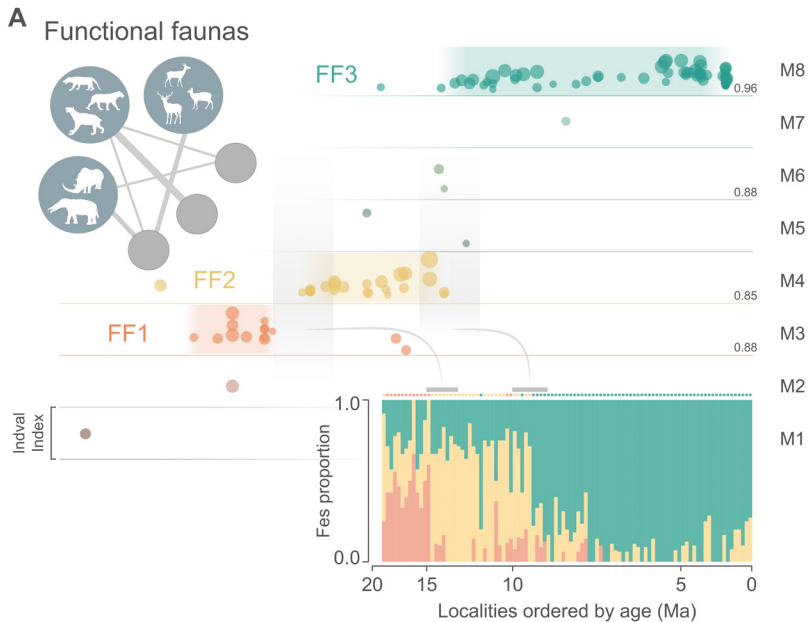 A
Functional faunas
FF3
M8
0.96
M7
M6
0.88
M5
FF2
M4
0.85
FF1
M3
0.88
M2
Indval
Index
M1
1.0
Fes proportion
0.0
20 15 10 5 0
Localities ordered by age (Ma)